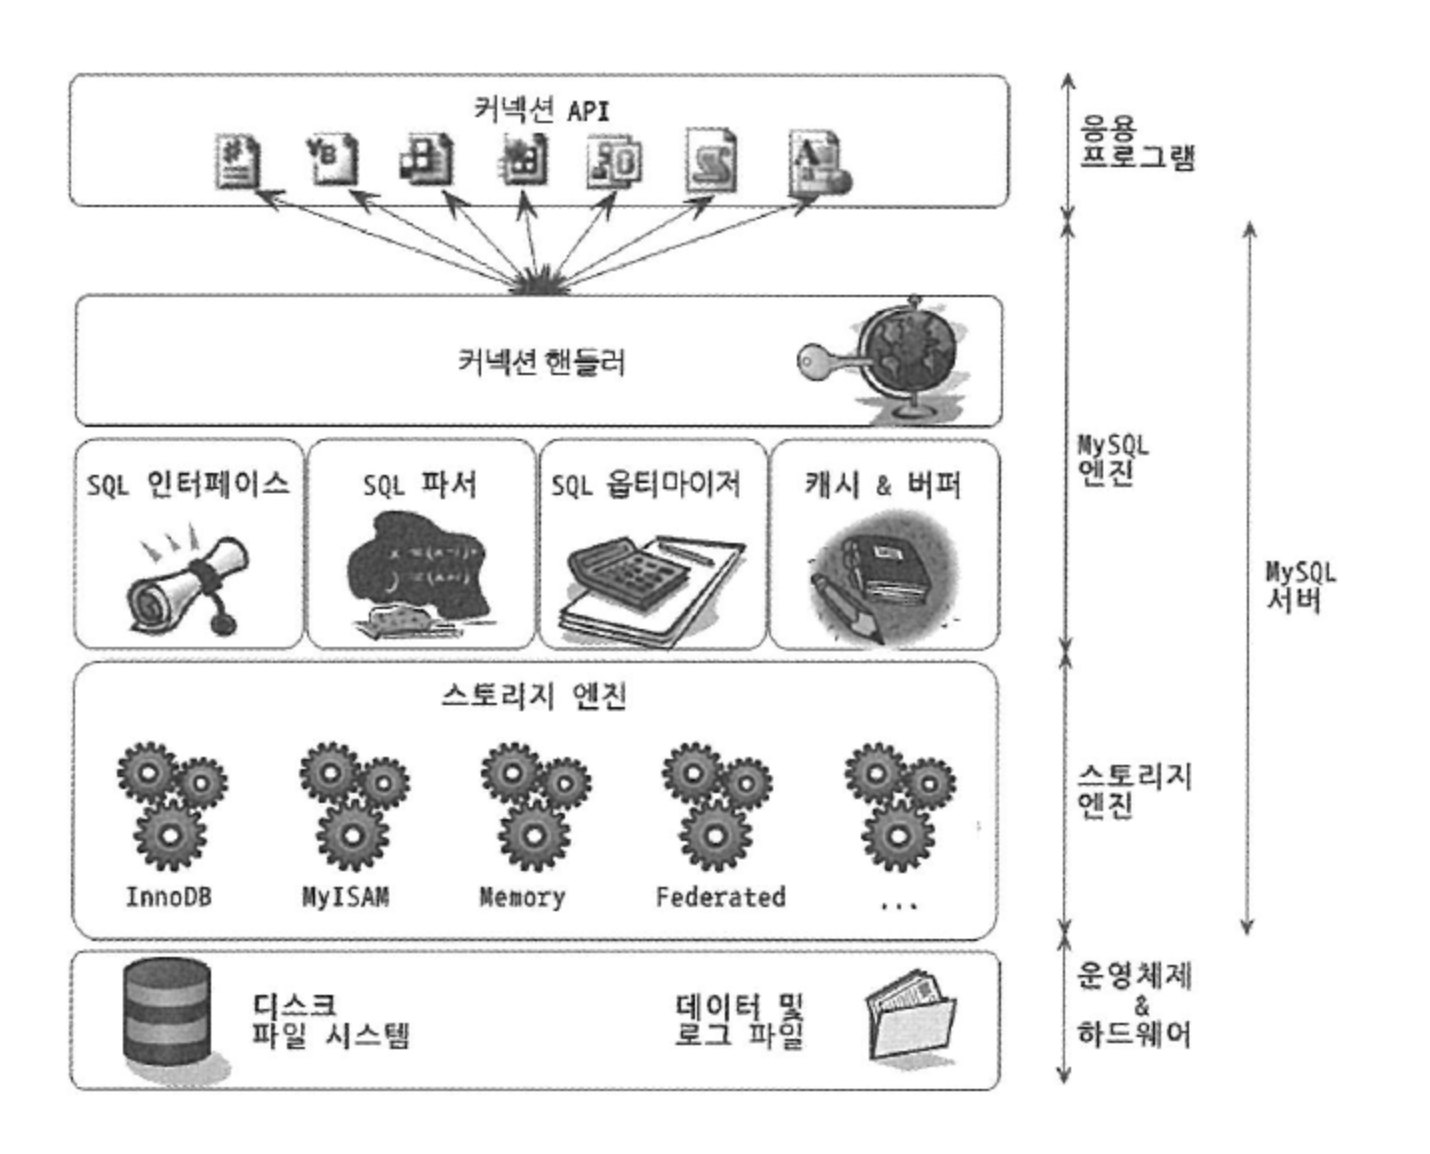 커넥션 API
응용
프로그램
커넥션 핸들러
MySQL
엔진
SQL 인터페이스
SQL 파서
SQL 옵티마이저
캐시 & 버퍼
MySQL
서버
스토리지 엔진
InnoDB
MyISAM
Memory
Federated
...
스토리지
엔진
디스크
파일 시스템
데이터 및
로그 파일
운영체제
&
하드웨어